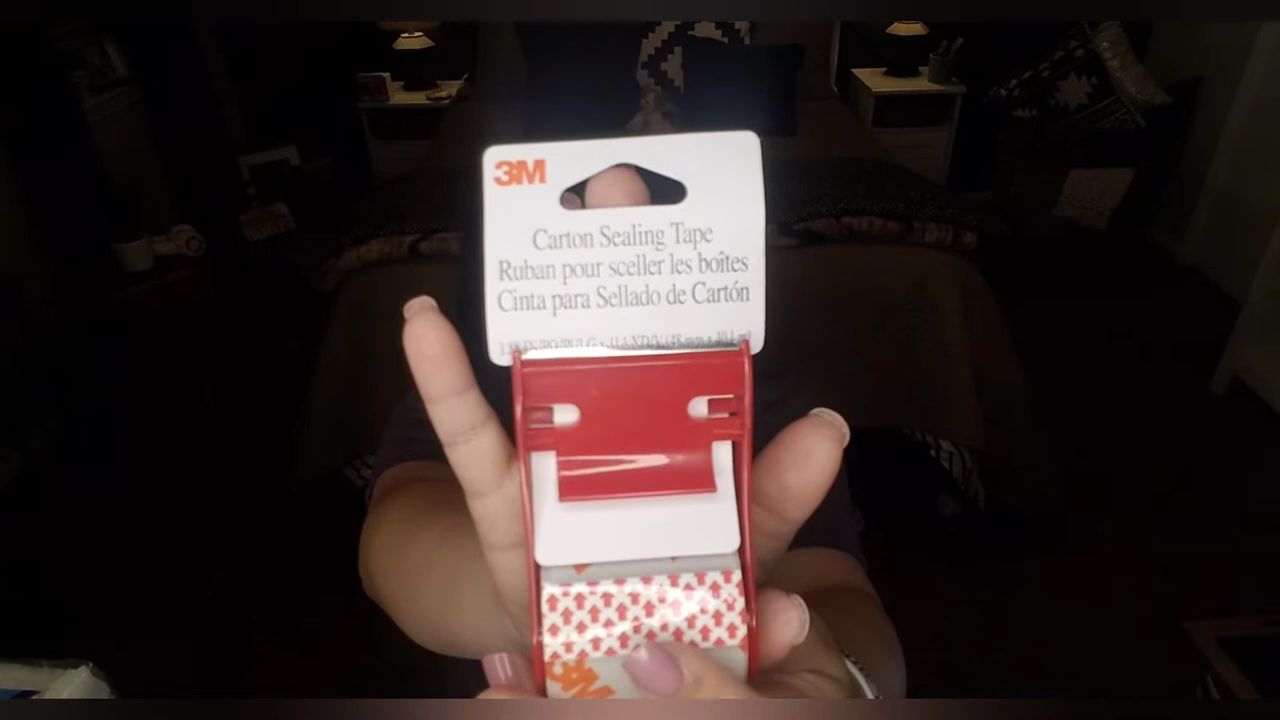 3M
Carton Sealing Tape
Ruban pour sceller les boîtes
Cinta para Sellado de Cartón
3M